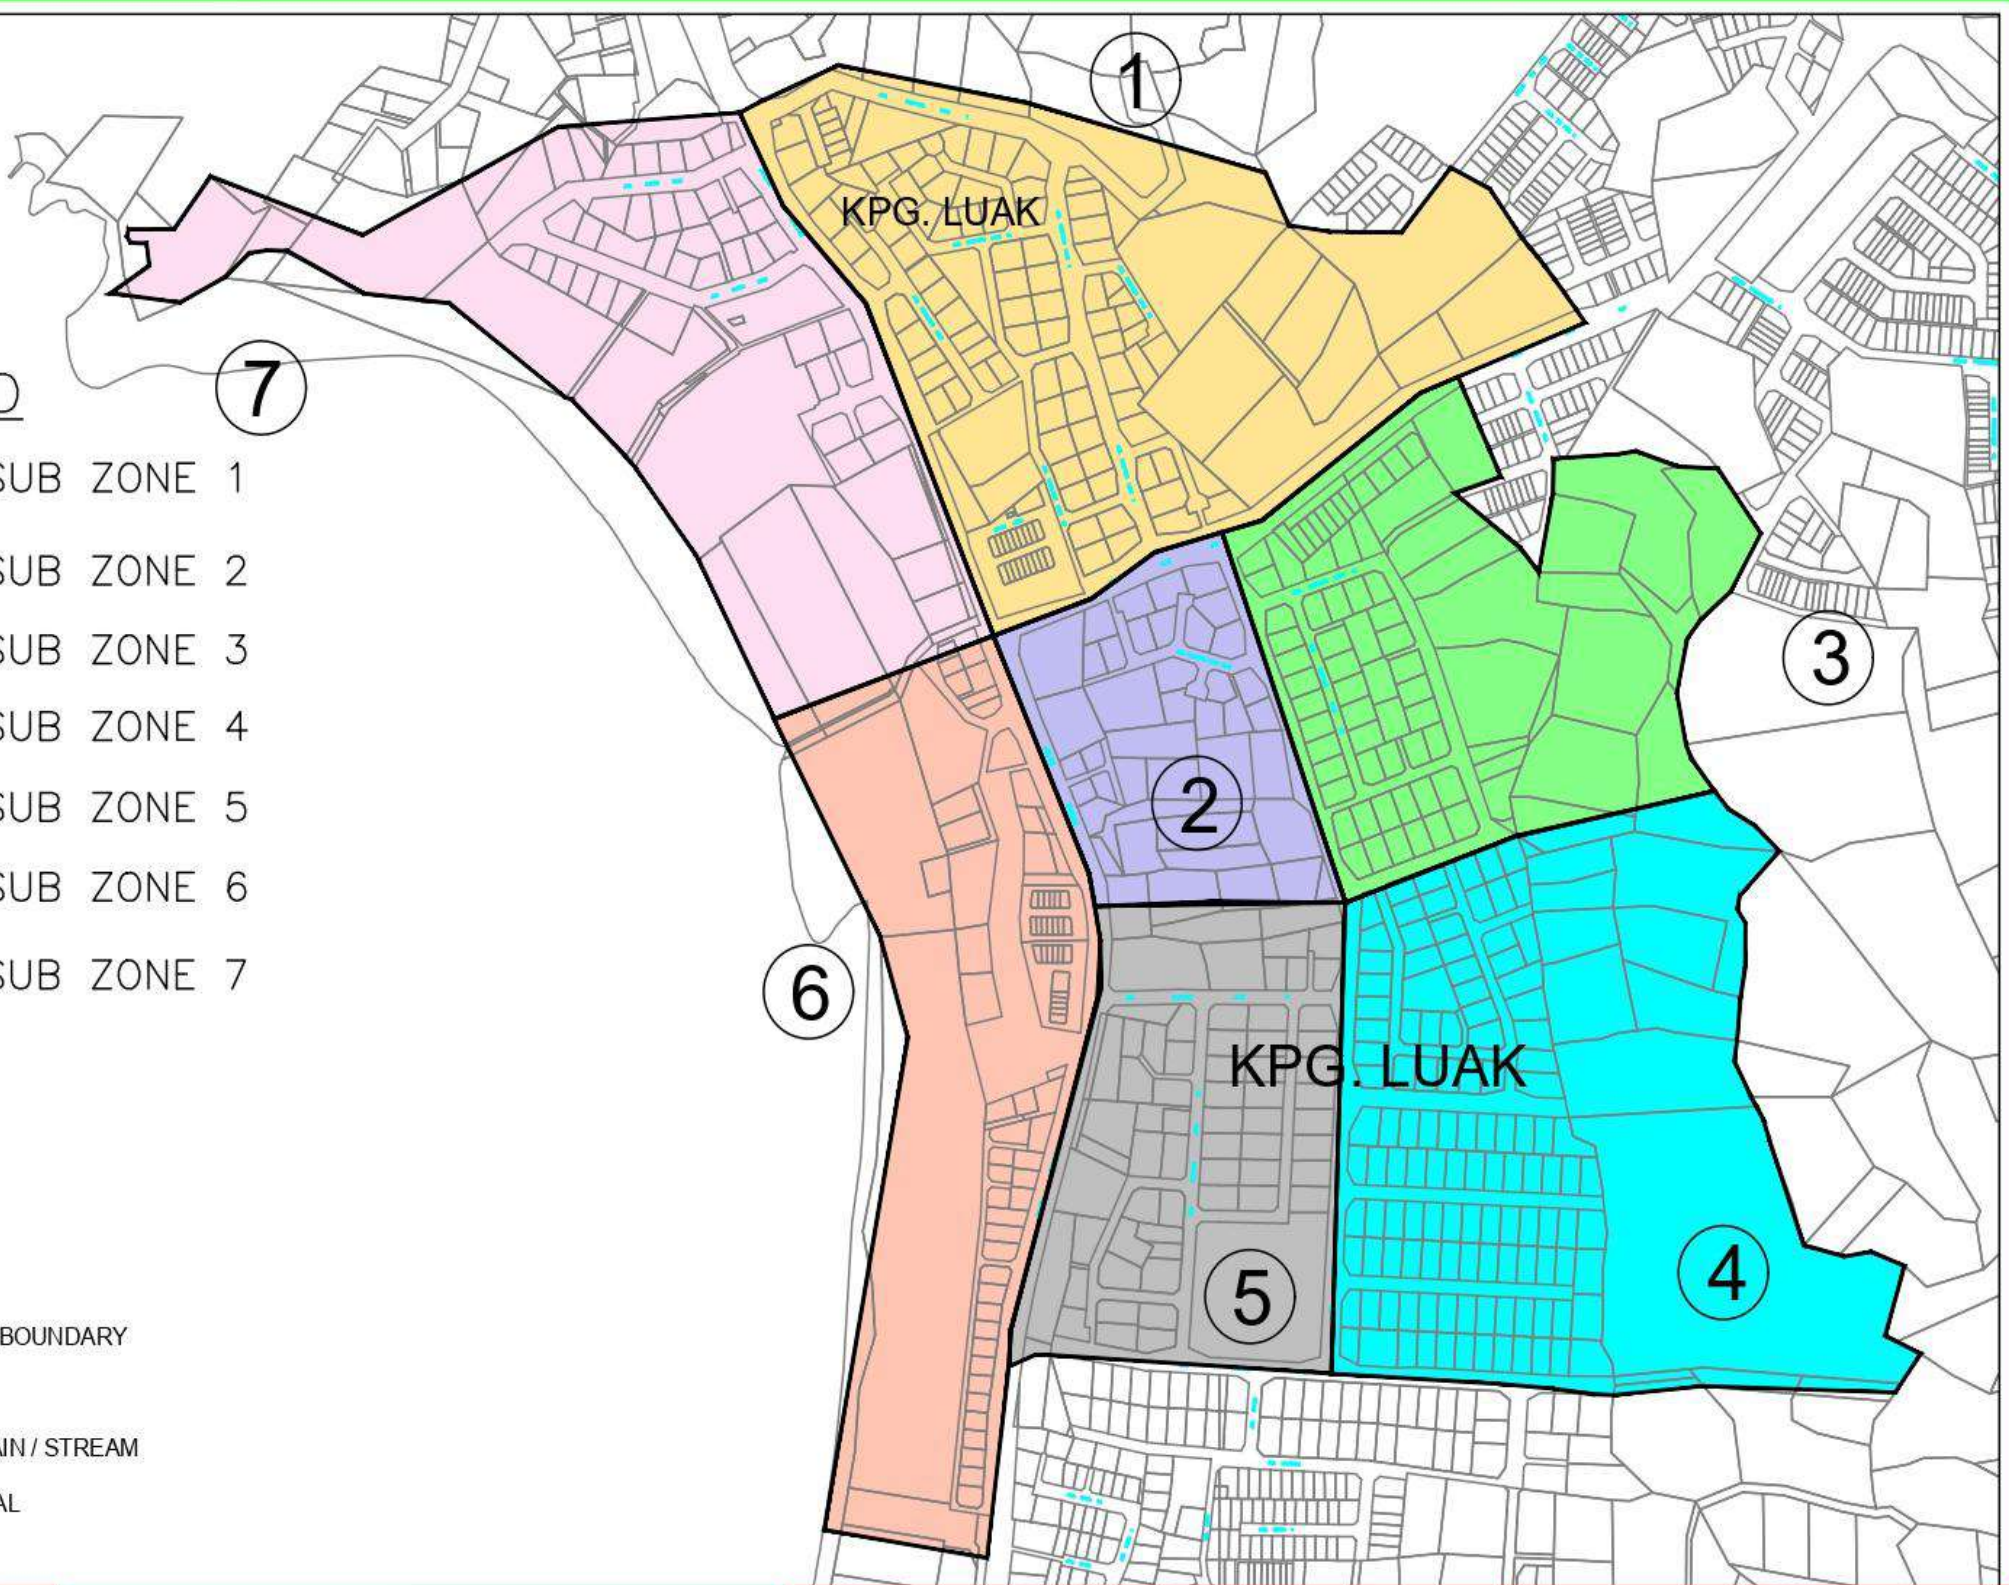 1
KPG. LUAK
7
D
SUB ZONE 1
SUB ZONE 2
SUB ZONE 3
3
SUB ZONE 4
2
SUB ZONE 5
SUB ZONE 6
SUB ZONE 7
6
KPG. LUAK
4
5
BOUNDARY
AIN / STREAM
AL